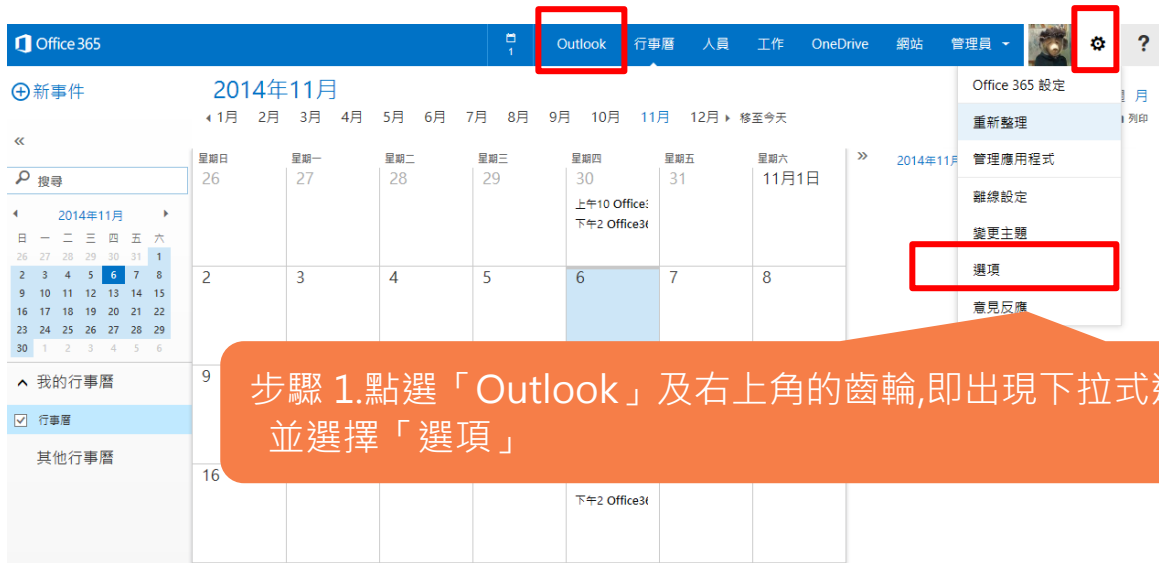 Office 365
1
Outlook 行事曆 人員 工作 OneDrive 網站 管理員
?
新事件
2014年11月
1月 2月 3月 4月 5月 6月 7月 8月 9月 10月 11月 12月 移至今天
月
列印
«
搜尋
2014年11月
日 一 二 三 四 五 六
26 27 28 29 30 31 1
2 3 4 5 6 7 8
9 10 11 12 13 14 15
16 17 18 19 20 21 22
23 24 25 26 27 28 29
30 1 2 3 4 5 6
我的行事曆
行事曆
其他行事曆
星期日 星期一 星期二 星期三 星期四 星期五 星期六
26 27 28 29 30 31 11月1日
上午10 Office
下午2 Office36
2 3 4 5 6 7 8
9
16
下午2 Office36
»
2014年11月
Office 365 設定
重新整理
管理應用程式
離線設定
變更主題
選項
意見反應
步驟 1.點選「Outlook」及右上角的齒輪,即出現下拉式
並選擇「選項」